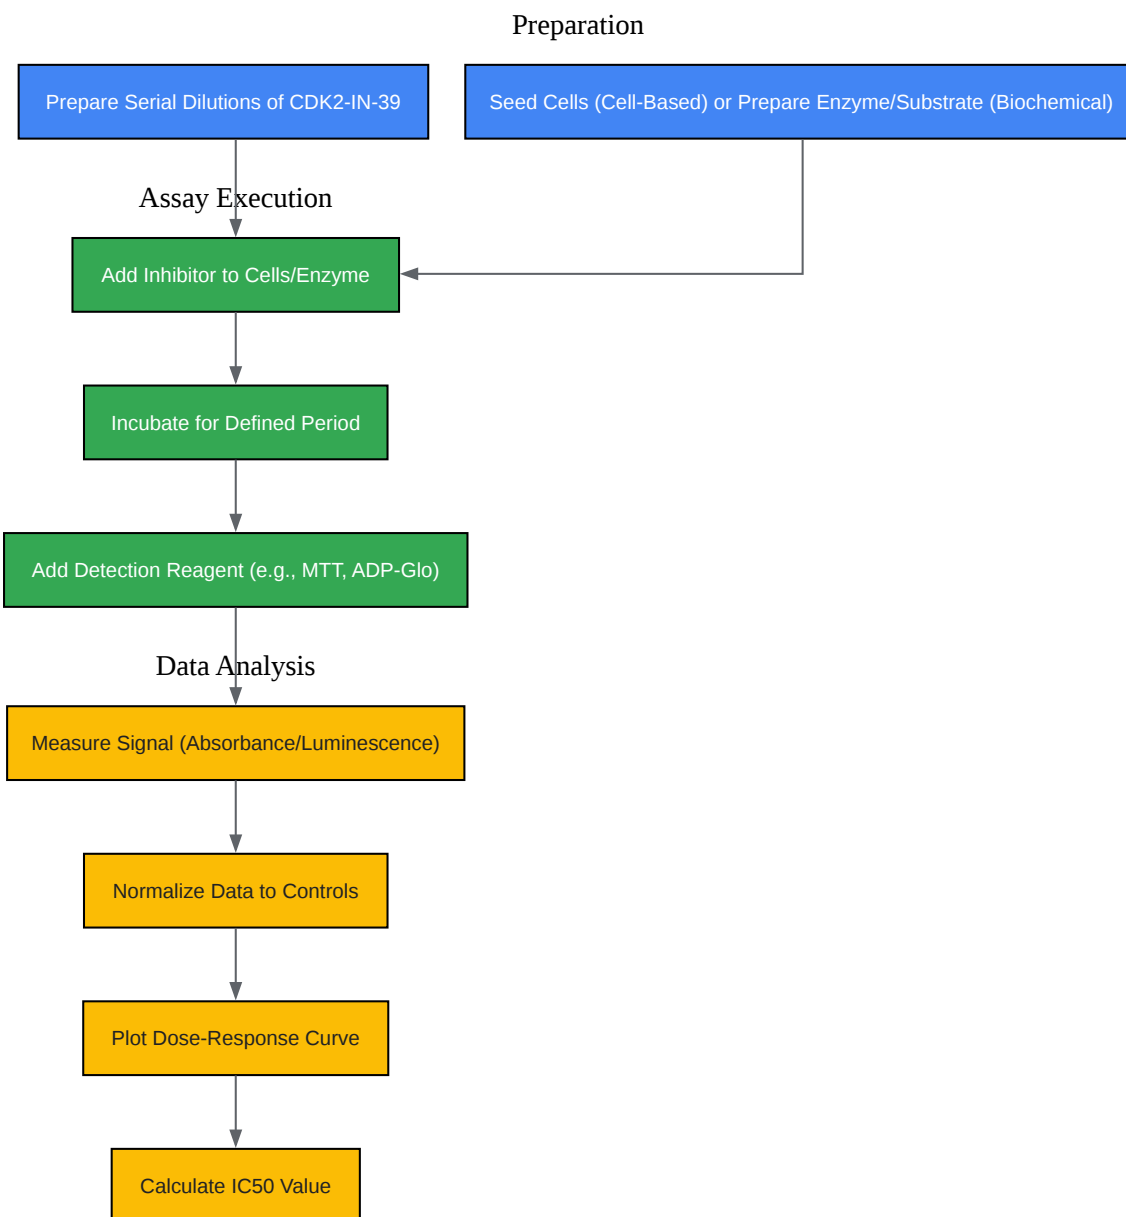 Preparation
Prepare Serial Dilutions of CDK2-IN-39
Seed Cells (Cell-Based) or Prepare Enzyme/Substrate (Biochemical)
Assay Execution
Add Inhibitor to Cells/Enzyme
Incubate for Defined Period
Add Detection Reagent (e.g., MTT, ADP-Glo)
Data Analysis
Measure Signal (Absorbance/Luminescence)
Normalize Data to Controls
Plot Dose-Response Curve
Calculate IC50 Value